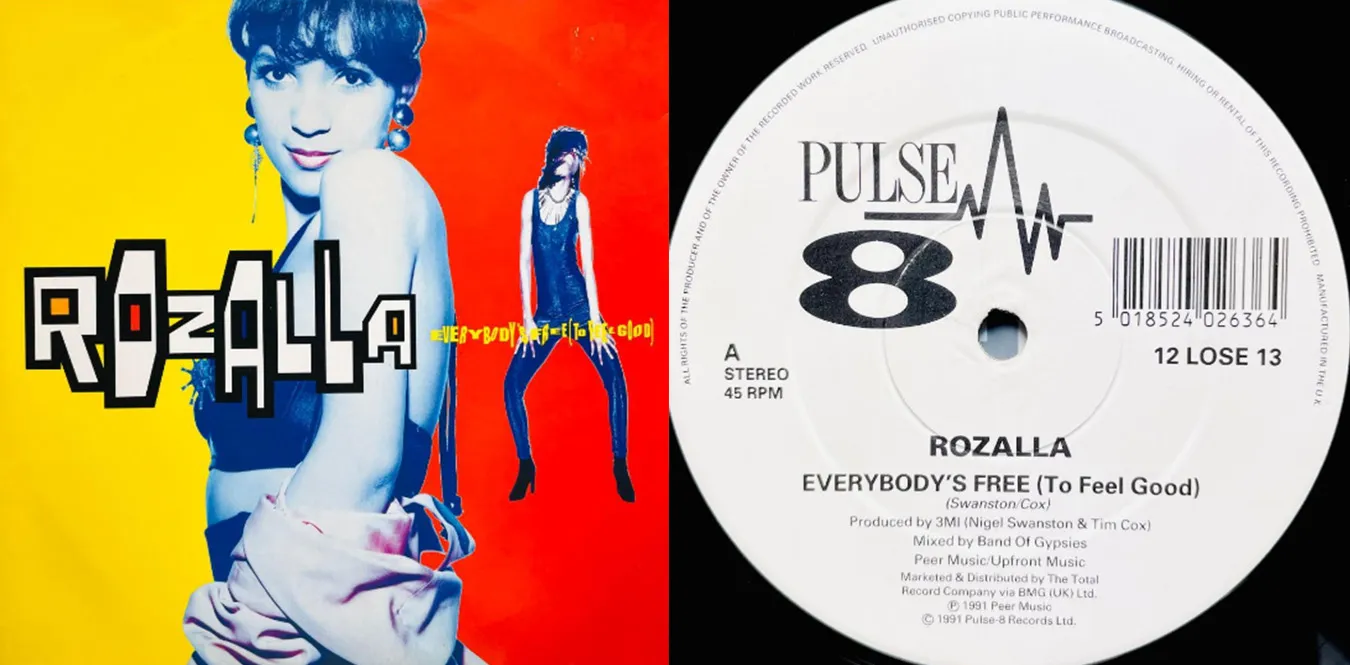 ROZALLA
EVERYBODY'S FREE (TO FEEL GOOD)
ALL RIGHTS OF THE PRODUCER AND OF THE OWNER OF THE RECORDED WORK RESERVED. UNAUTHORISED COPYING PUBLIC PERFORMANCE BROADCASTING, HIRING OR RENTAL OF THIS RECORDING PROHIBITED. MANUFACTURED IN THE U.K.
PULSE
8
5 018524 026364
12 LOSE 13
A
STEREO
45 RPM
ROZALLA
EVERYBODY'S FREE (To Feel Good)
(Swanston/Cox)
Produced by 3MI (Nigel Swanston & Tim Cox)
Mixed by Band Of Gypsies
Peer Music/Upfront Music
Marketed & Distributed by The Total
Record Company via BMG (UK) Ltd.
℗ 1991 Peer Music
© 1991 Pulse-8 Records Ltd.